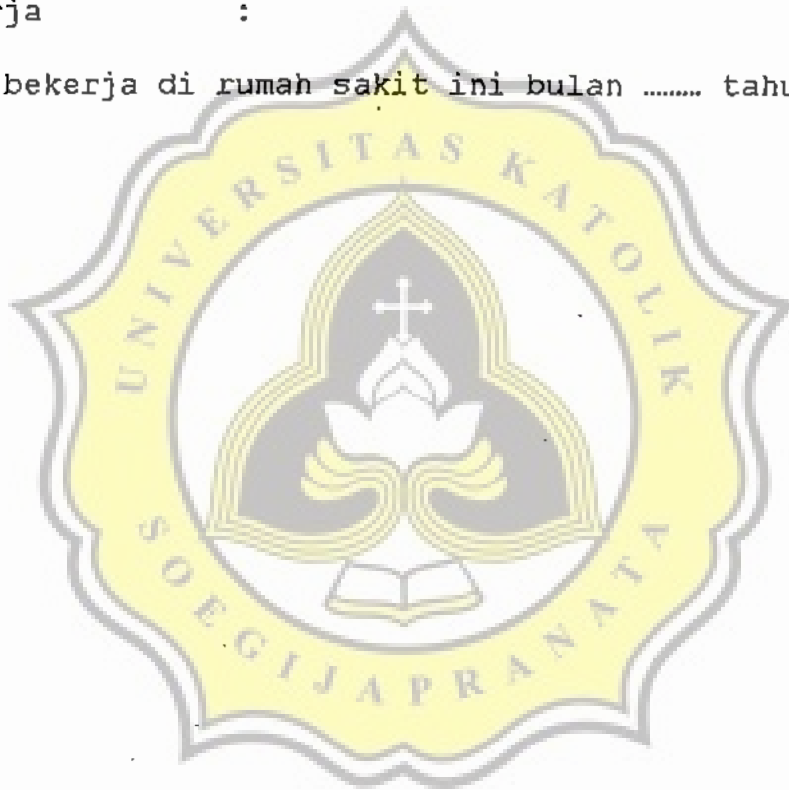 rja :
bekerja di rumah sakit ini bulan ……… tahu
UNIVERSITAS KATOLIK
SOEGIJAPRANATA